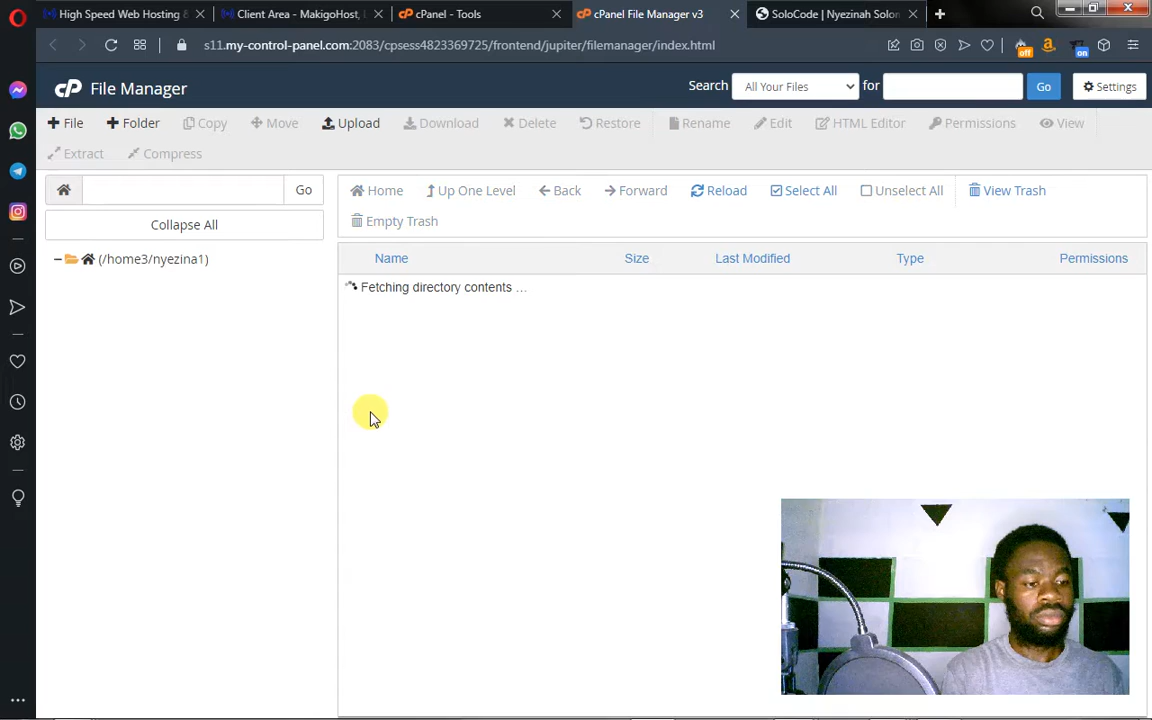 High Speed Web Hosting &
Client Area - MakigoHost,
cPanel - Tools
cPanel File Manager v3
SoloCode | Nyezinah Solon
s11.my-control-panel.com:2083/cpsess4823369725/frontend/jupiter/filemanager/index.html
off
on
cP File Manager
Search All Your Files for Go Settings
File Folder Copy Move Upload Download Delete Restore Rename Edit HTML Editor Permissions View
Extract Compress
Go
Home Up One Level Back Forward Reload Select All Unselect All View Trash
Empty Trash
Collapse All
(/home3/nyezina1)
Name Size Last Modified Type Permissions
Fetching directory contents ...